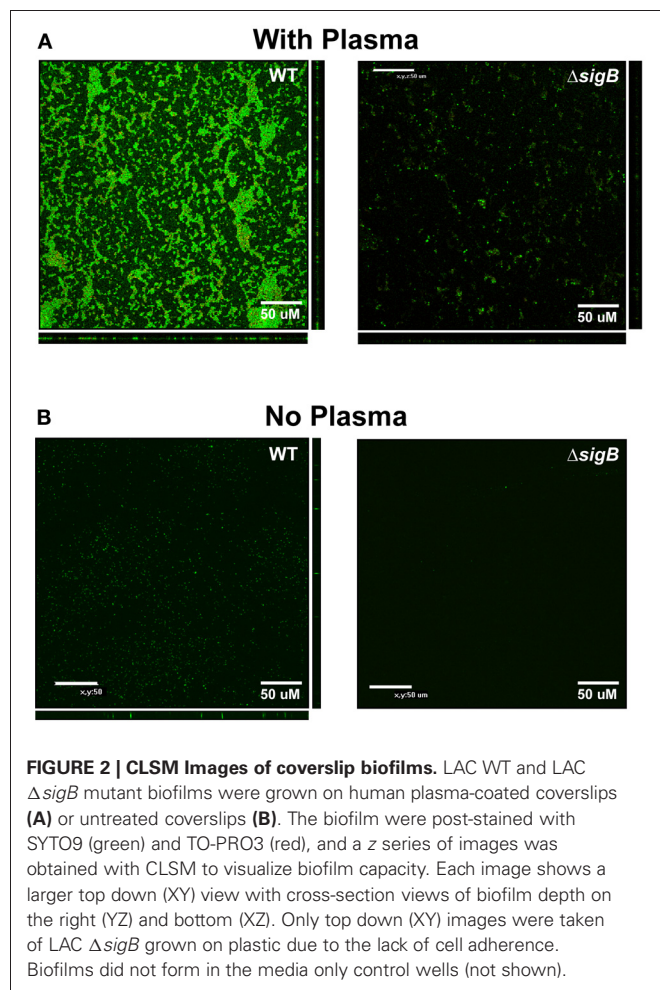 A
With Plasma
WT
50 uM
x,y,z:50 um
ΔsigB
50 uM
B
No Plasma
WT
x,y:50
50 uM
ΔsigB
x,y:50 um
50 uM
FIGURE 2 | CLSM Images of coverslip biofilms. LAC WT and LAC
ΔsigB mutant biofilms were grown on human plasma-coated coverslips
(A) or untreated coverslips (B). The biofilm were post-stained with
SYTO9 (green) and TO-PRO3 (red), and a z series of images was
obtained with CLSM to visualize biofilm capacity. Each image shows a
larger top down (XY) view with cross-section views of biofilm depth on
the right (YZ) and bottom (XZ). Only top down (XY) images were taken
of LAC ΔsigB grown on plastic due to the lack of cell adherence.
Biofilms did not form in the media only control wells (not shown).